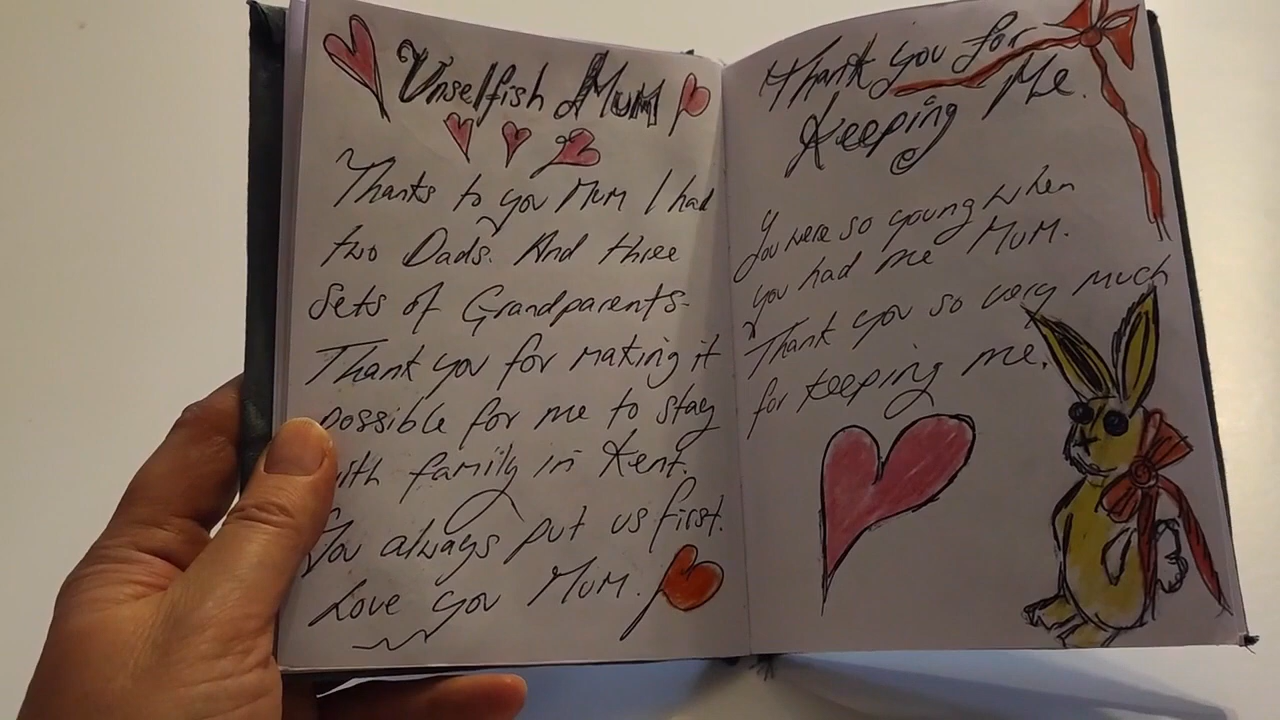 Unselfish Mum
Thanks to you Mum I had
two Dads. And three
Sets of Grandparents-
Thank you for making it
possible for me to stay
with family in Kent.
You always put us first.
Love you Mum.
Thank you for
Keeping Me.
You were so young when
you had me Mum.
Thank you so very much
for keeping me.